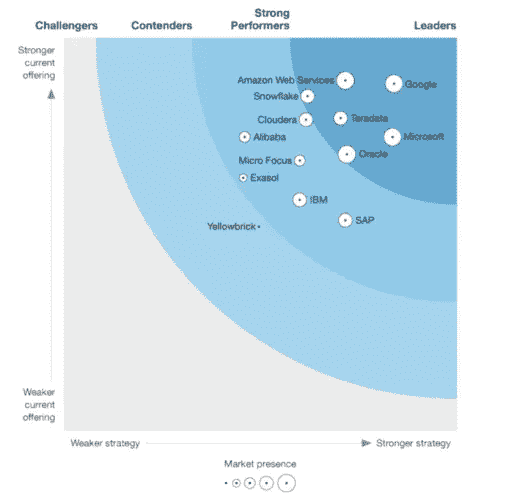 Challengers
Contenders
Strong
Performers
Leaders
Stronger
current
offering
Amazon Web Services
Google
Snowflake
Cloudera
Teradata
Alibaba
Microsoft
Oracle
Micro Focus
Exasol
IBM
SAP
Yellowbrick
Weaker
current
offering
Weaker strategy
Stronger strategy
Market presence